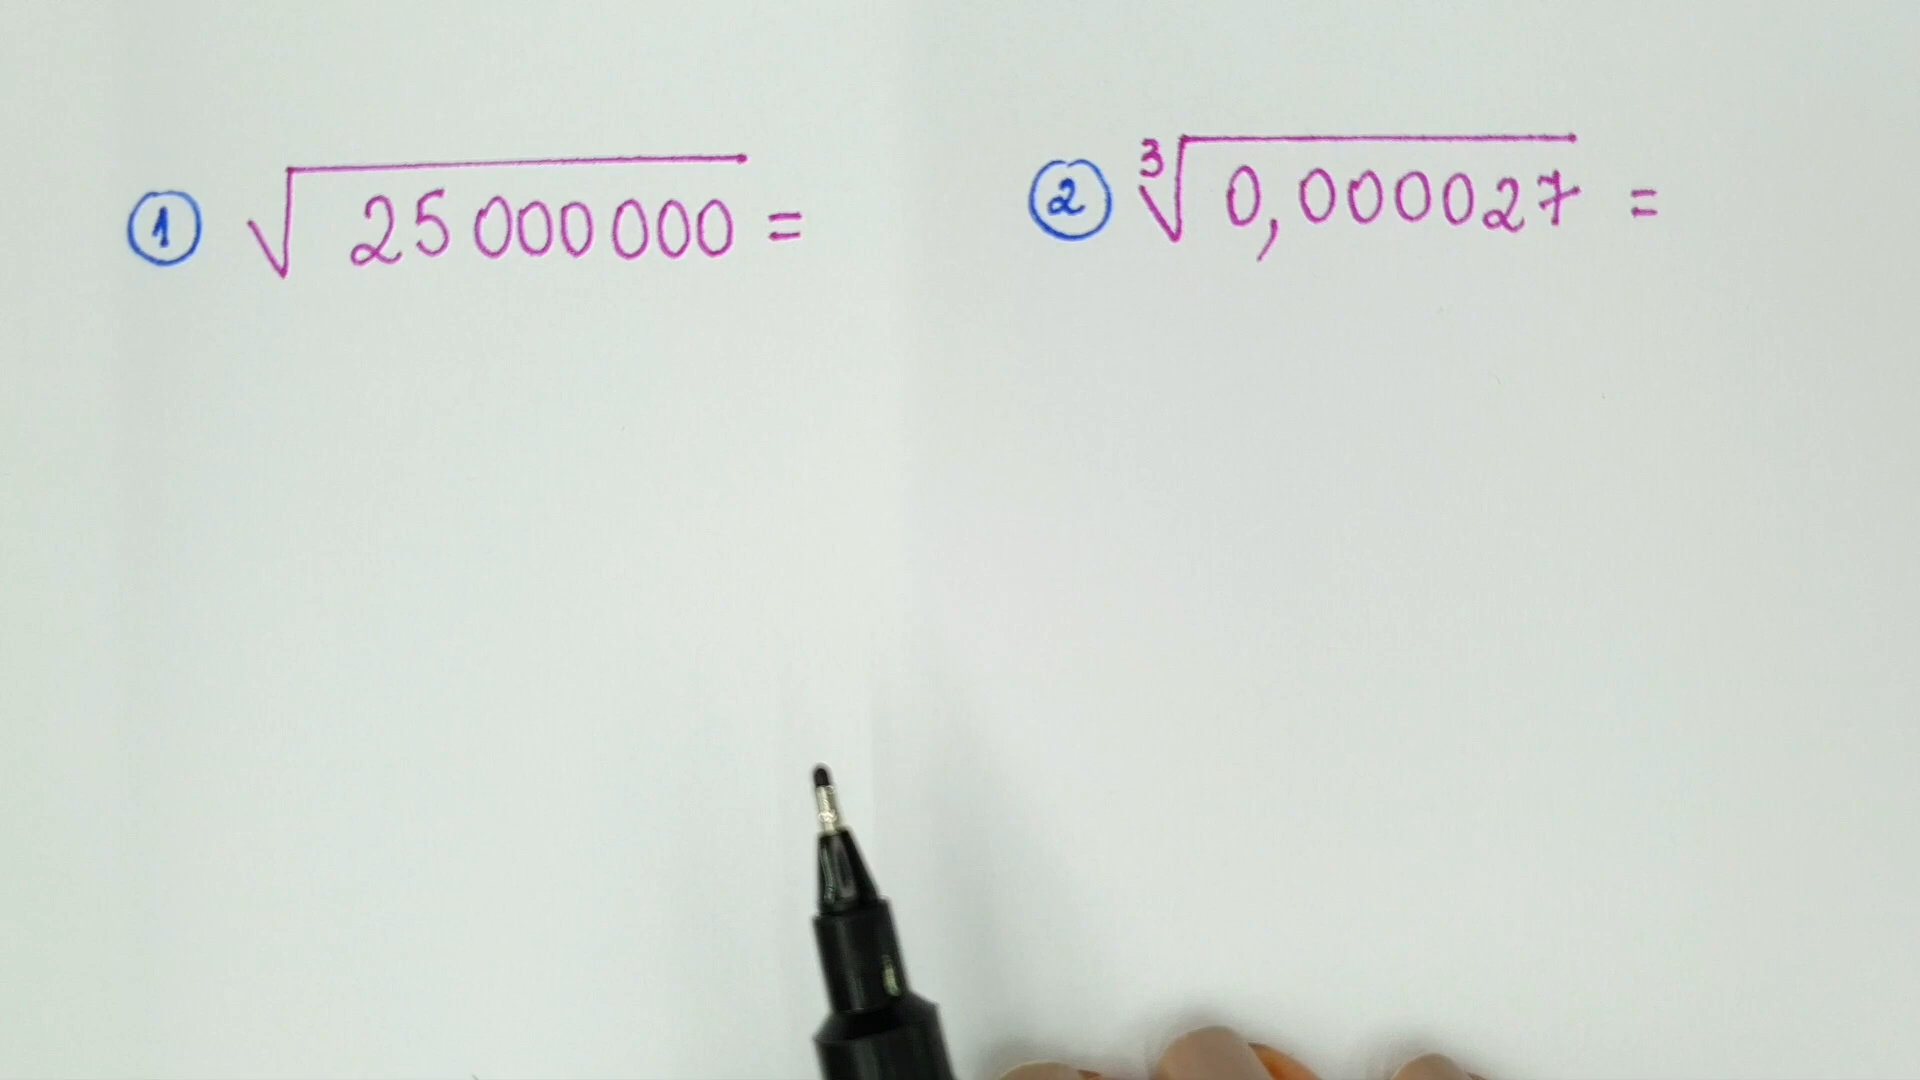 ① √25 000 000 =
② ∛0,000027 =